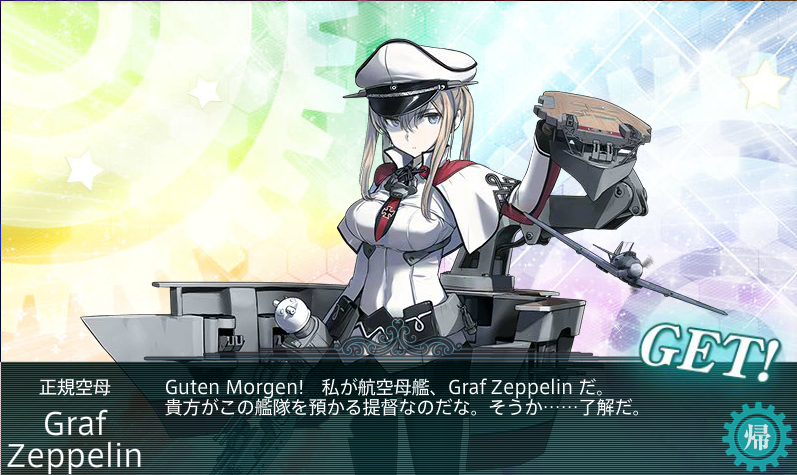 GET!
正規空母
Graf
Zeppelin
Guten Morgen!　私が航空母艦、Graf Zeppelin だ。
貴方がこの艦隊を預かる提督なのだな。そうか……了解だ。
帰